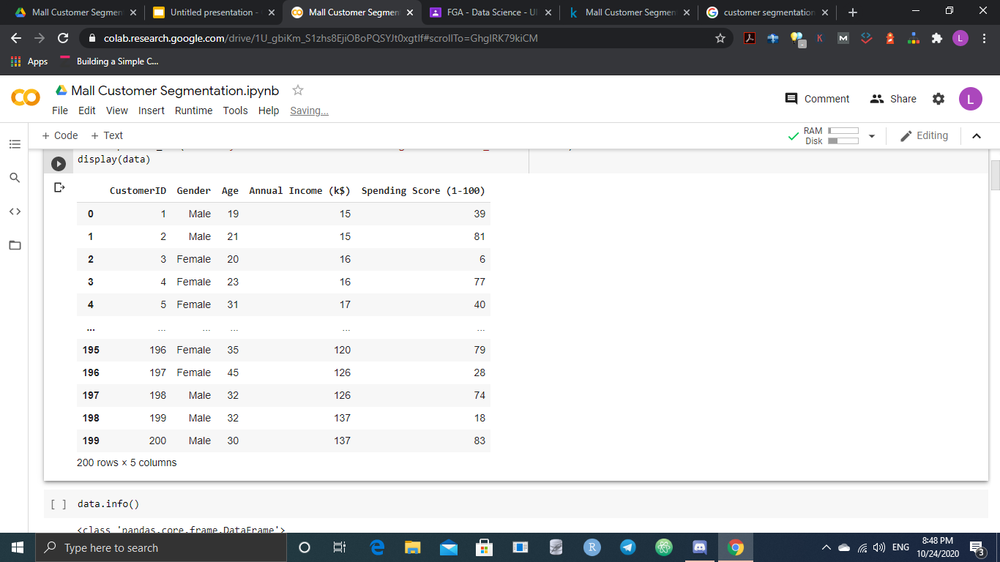 Mall Customer Segmen
Untitled presentation -
Mall Customer Segmen
FGA - Data Science - U
Mall Customer Segmen
customer segmentation
colab.research.google.com/drive/1U_gbiKm_S1zhs8EjiOBoPQSYJt0xgtlf#scrollTo=GhglRK79kiCM
Apps
Building a Simple C...
Mall Customer Segmentation.ipynb
Comment
Share
L
File Edit View Insert Runtime Tools Help Saving...
+ Code + Text
RAM
Disk
Editing
display(data)
CustomerID Gender Age Annual Income (k$) Spending Score (1-100)
0 1 Male 19 15 39
1 2 Male 21 15 81
2 3 Female 20 16 6
3 4 Female 23 16 77
4 5 Female 31 17 40
... ... ... ... ... ...
195 196 Female 35 120 79
196 197 Female 45 126 28
197 198 Male 32 126 74
198 199 Male 32 137 18
199 200 Male 30 137 83
200 rows × 5 columns
[ ] data.info()
<class 'pandas.core.frame.DataFrame'>
Type here to search
ENG
8:48 PM
10/24/2020
3